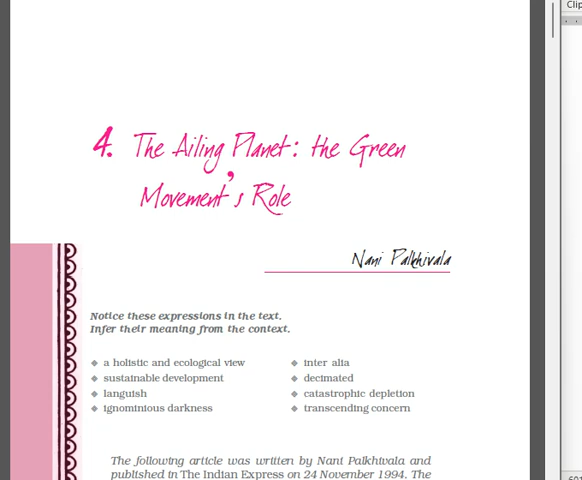 Clip
4. The Ailing Planet: the Green
Movement's Role
Nani Palkhivala
Notice these expressions in the text.
Infer their meaning from the context.
❖ a holistic and ecological view
❖ sustainable development
❖ languish
❖ ignominious darkness
❖ inter alia
❖ decimated
❖ catastrophic depletion
❖ transcending concern
The following article was written by Nani Palkhivala and
published in The Indian Express on 24 November 1994. The